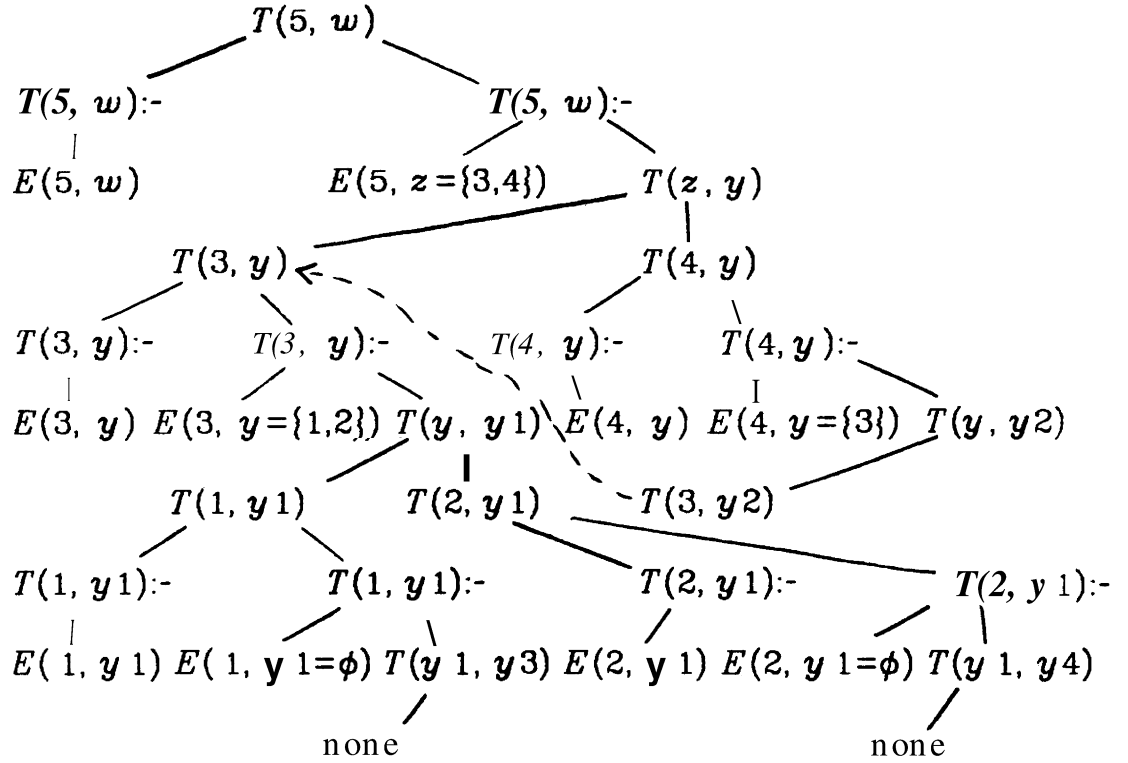 T(5, w)
T(5, w):- T(5, w):-
E(5, w) E(5, z={3,4}) T(z, y)
T(3, y) T(4, y)
T(3, y):- T(3, y):- T(4, y):- T(4, y):-
E(3, y) E(3, y={1,2}) T(y, y1) E(4, y) E(4, y={3}) T(y, y2)
T(1, y1) T(2, y1) T(3, y2)
T(1, y1):- T(1, y1):- T(2, y1):- T(2, y1):-
E(1, y1) E(1, y1=ϕ) T(y1, y3) E(2, y1) E(2, y1=ϕ) T(y1, y4)
none none